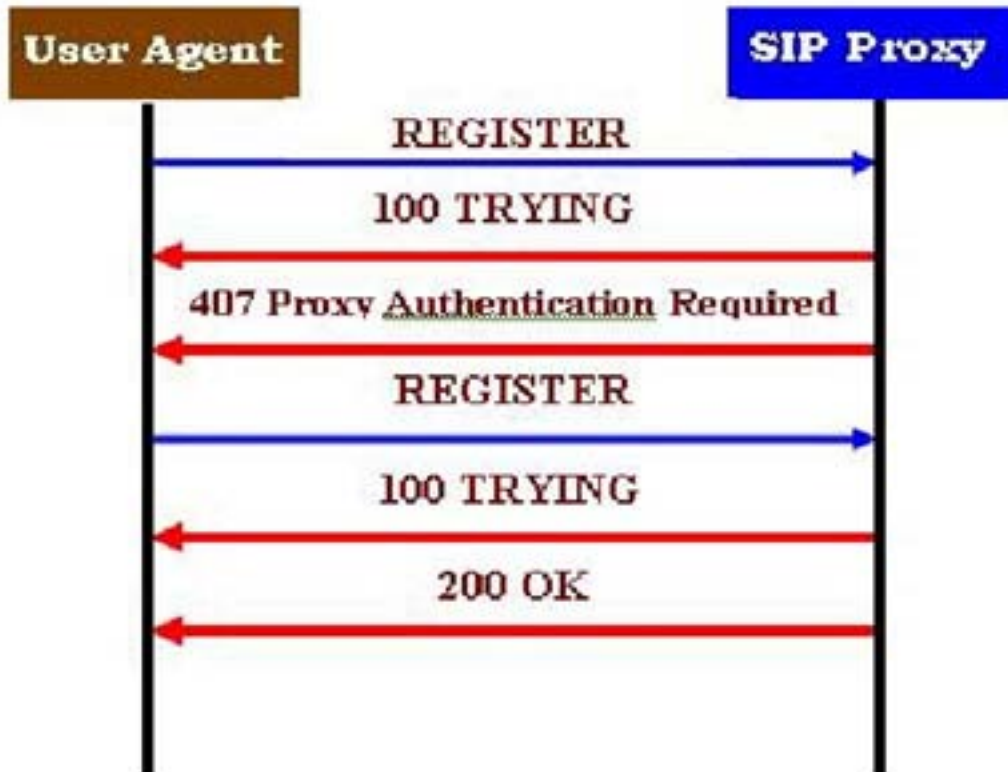 User Agent
SIP Proxy
REGISTER
100 TRYING
407 Proxy Authentication Required
REGISTER
100 TRYING
200 OK